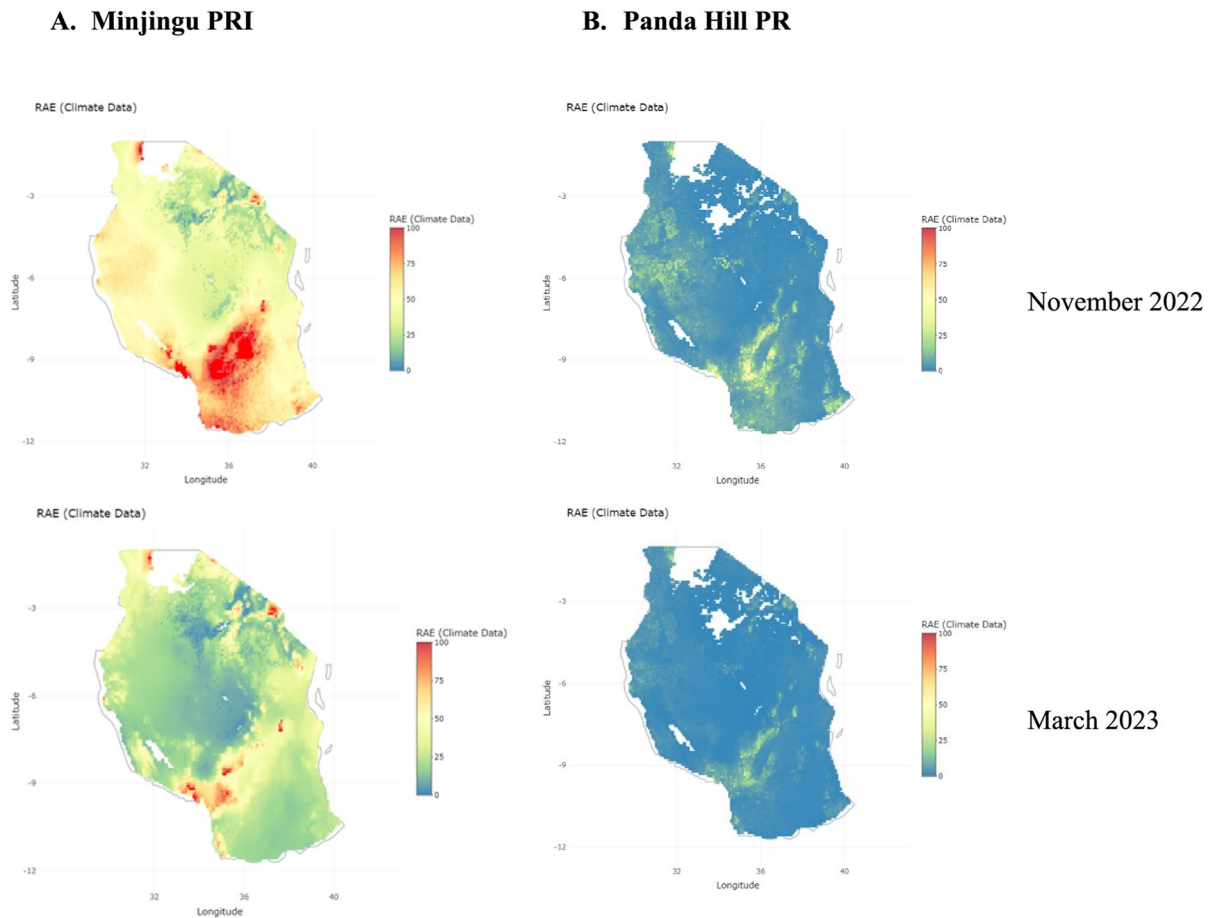 A. Minjingu PRI
B. Panda Hill PR
RAE (Climate Data)
-3
-6
-9
-12
Latitude
32
36
40
Longitude
RAE (Climate Data)
100
75
50
25
0
RAE (Climate Data)
-3
-6
-9
-12
Latitude
32
36
40
Longitude
RAE (Climate Data)
100
75
50
25
0
November 2022
RAE (Climate Data)
-3
-6
-9
-12
Latitude
32
36
40
Longitude
RAE (Climate Data)
100
75
50
25
0
RAE (Climate Data)
-3
-6
-9
-12
Latitude
32
36
40
Longitude
RAE (Climate Data)
100
75
50
25
0
March 2023